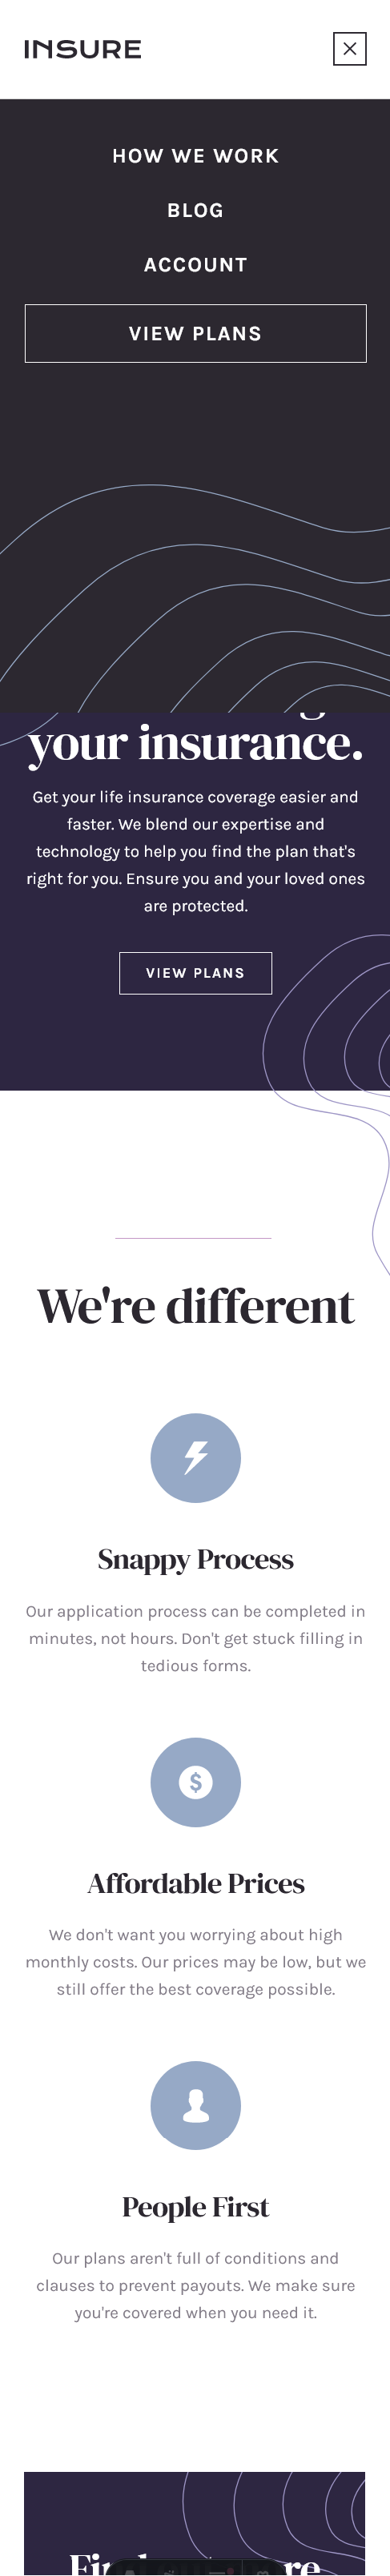 INSURE
HOW WE WORK
BLOG
ACCOUNT
VIEW PLANS
your insurance.
Get your life insurance coverage easier and
faster. We blend our expertise and
technology to help you find the plan that's
right for you. Ensure you and your loved ones
are protected.
VIEW PLANS
We're different
Snappy Process
Our application process can be completed in
minutes, not hours. Don't get stuck filling in
tedious forms.
Affordable Prices
We don't want you worrying about high
monthly costs. Our prices may be low, but we
still offer the best coverage possible.
People First
Our plans aren't full of conditions and
clauses to prevent payouts. We make sure
you're covered when you need it.